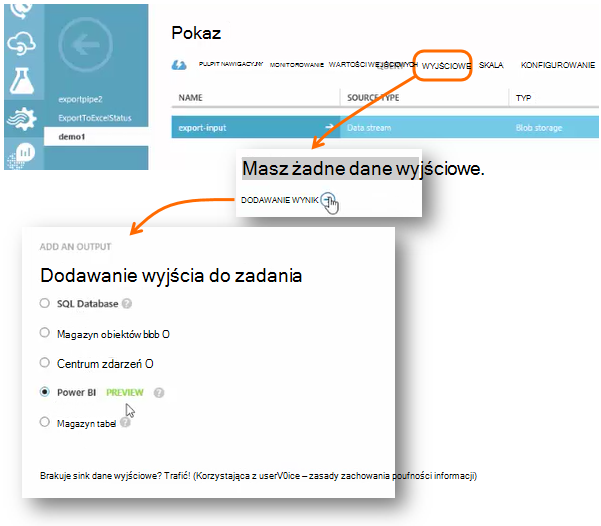 Pokaz
PULPIT NAWIGACYJNY MONITOROWANIE WARTOŚCI WEJŚCIOWYCH WYJŚCIOWE SKALA KONFIGUROWANIE
NAME SOURCE TYPE TYP
exportpipe2
ExportToExcelStatus
demo1
export-input Data stream Blob storage
Masz żadne dane wyjściowe.
DODAWANIE WYNIK
ADD AN OUTPUT
Dodawanie wyjścia do zadania
SQL Database ?
Magazyn obiektów blob O
Centrum zdarzeń O
Power BI PREVIEW ?
Magazyn tabel ?
Brakuje sink dane wyjściowe? Trafić! (Korzystająca z userV0ice – zasady zachowania poufności informacji)